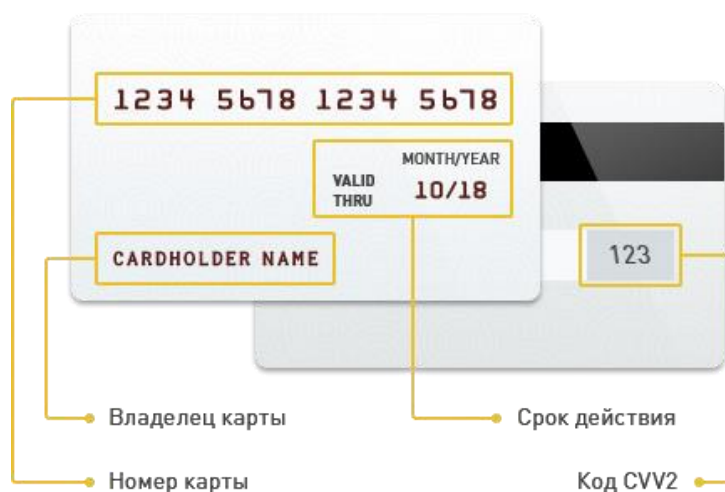 1234 5678 1234 5678
MONTH/YEAR
VALID THRU 10/18
CARDHOLDER NAME
123
Владелец карты
Срок действия
Номер карты
Код CVV2